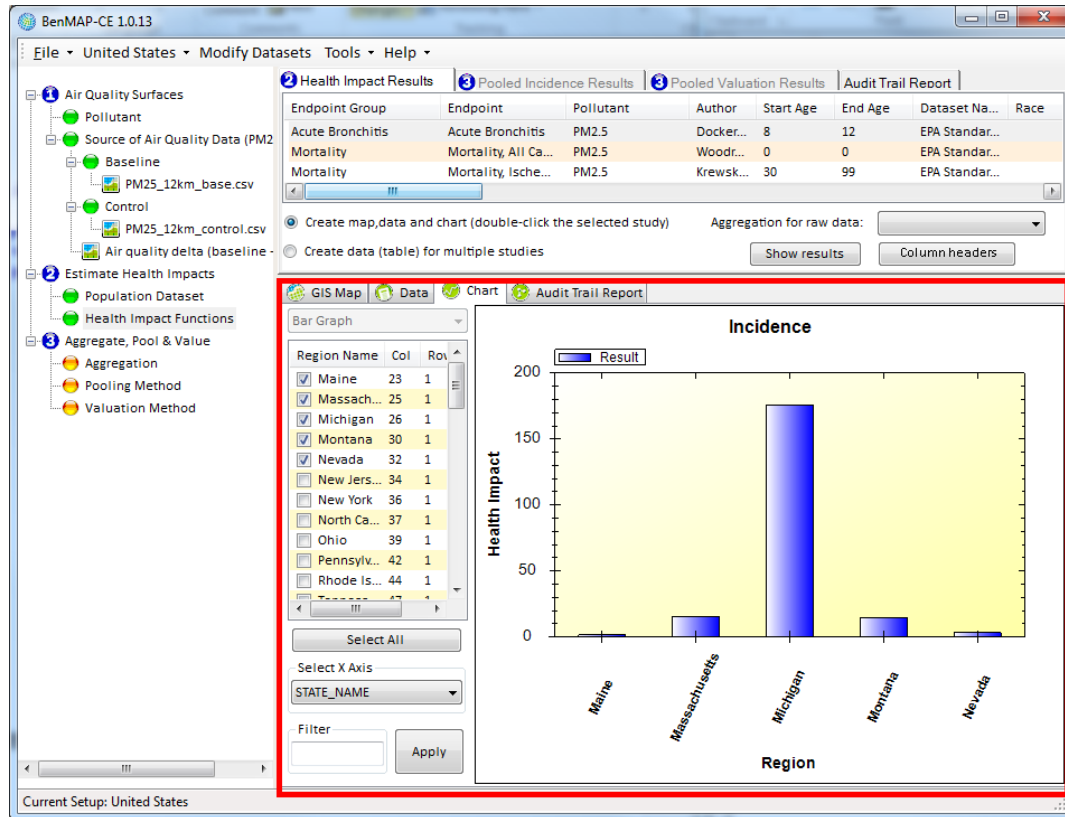 BenMAP-CE 1.0.13
File United States Modify Datasets Tools Help
1 Air Quality Surfaces
Pollutant
Source of Air Quality Data (PM2
Baseline
PM25_12km_base.csv
Control
PM25_12km_control.csv
Air quality delta (baseline -
2 Estimate Health Impacts
Population Dataset
Health Impact Functions
3 Aggregate, Pool & Value
Aggregation
Pooling Method
Valuation Method
2 Health Impact Results 3 Pooled Incidence Results 3 Pooled Valuation Results Audit Trail Report
Endpoint Group Endpoint Pollutant Author Start Age End Age Dataset Na... Race
Acute Bronchitis Acute Bronchitis PM2.5 Docker... 8 12 EPA Standar...
Mortality Mortality, All Ca... PM2.5 Woodr... 0 0 EPA Standar...
Mortality Mortality, Ische... PM2.5 Krewsk... 30 99 EPA Standar...
Create map,data and chart (double-click the selected study) Aggregation for raw data:
Create data (table) for multiple studies Show results Column headers
GIS Map Data Chart Audit Trail Report
Bar Graph
Region Name Col Rov
Maine 23 1
Massach... 25 1
Michigan 26 1
Montana 30 1
Nevada 32 1
New Jers... 34 1
New York 36 1
North Ca... 37 1
Ohio 39 1
Pennsylv... 42 1
Rhode Is... 44 1
Select All
Select X Axis
STATE_NAME
Filter
Apply
Incidence
Result
Health Impact
200
150
100
50
0
Maine Massachusetts Michigan Montana Nevada
Region
Current Setup: United States